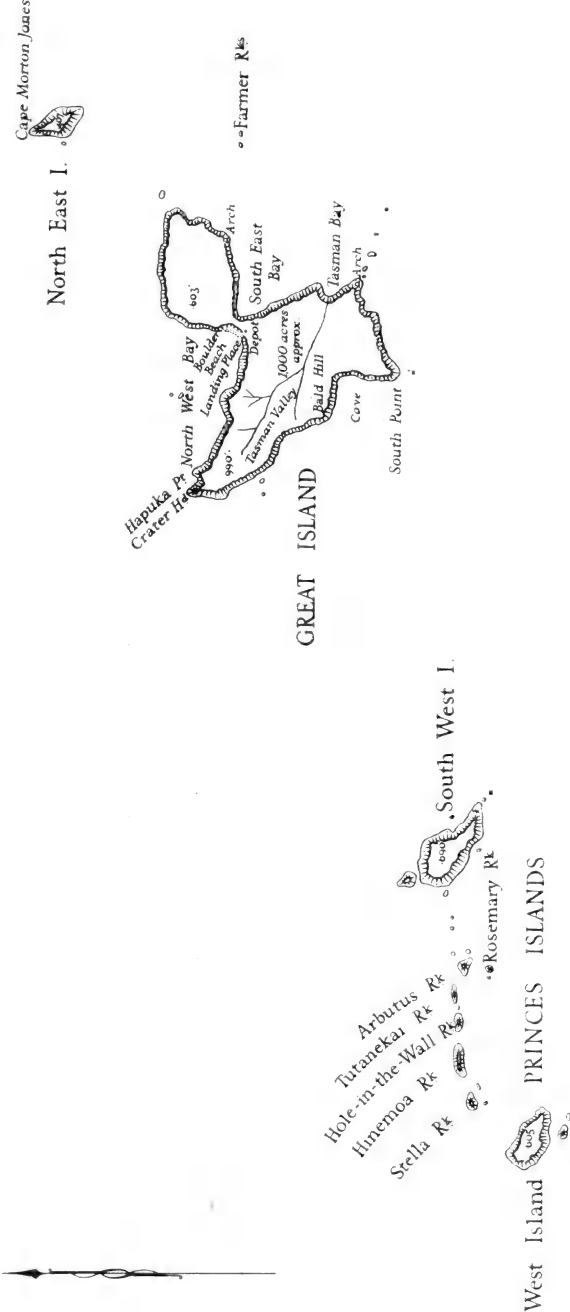 Cape Morton Jones
607
North East I.
Farmer Rks
603'
Arch
South East
Bay
North West Bay
Boulder
Beach
Landing Place
Depot
Tasman Bay
Arch
1000 acres
approx.
Hapuka Pt
Crater Hd
990'.
Tasman Valley
Bald Hill
Cove
South Point
GREAT ISLAND
South West I.
690'
Rosemary Rk
Arbutus Rk
Tutanekai Rk
Hole-in-the-Wall Rk
Hinemoa Rk
Stella Rk
PRINCES ISLANDS
West Island
605